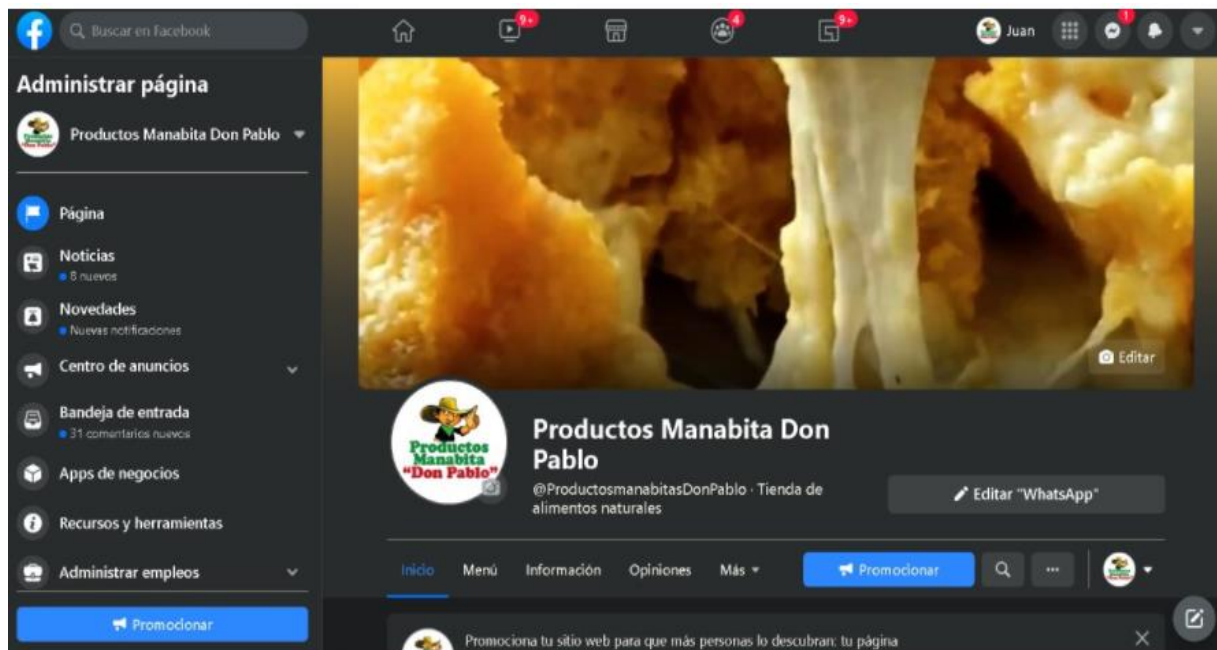 Buscar en Facebook
9+
4
9+
Juan
1
Administrar página
Productos Manabita Don Pablo
Página
Noticias
8 nuevos
Novedades
Nuevas notificaciones
Centro de anuncios
Bandeja de entrada
31 comentarios nuevos
Apps de negocios
Recursos y herramientas
Administrar empleos
Promocionar
Editar
Productos
Manabita
"Don Pablo"
Productos Manabita Don
Pablo
@ProductosmanabitasDonPablo · Tienda de
alimentos naturales
Editar "WhatsApp"
Inicio
Menú
Información
Opiniones
Más
Promocionar
Promociona tu sitio web para que más personas lo descubran: tu página